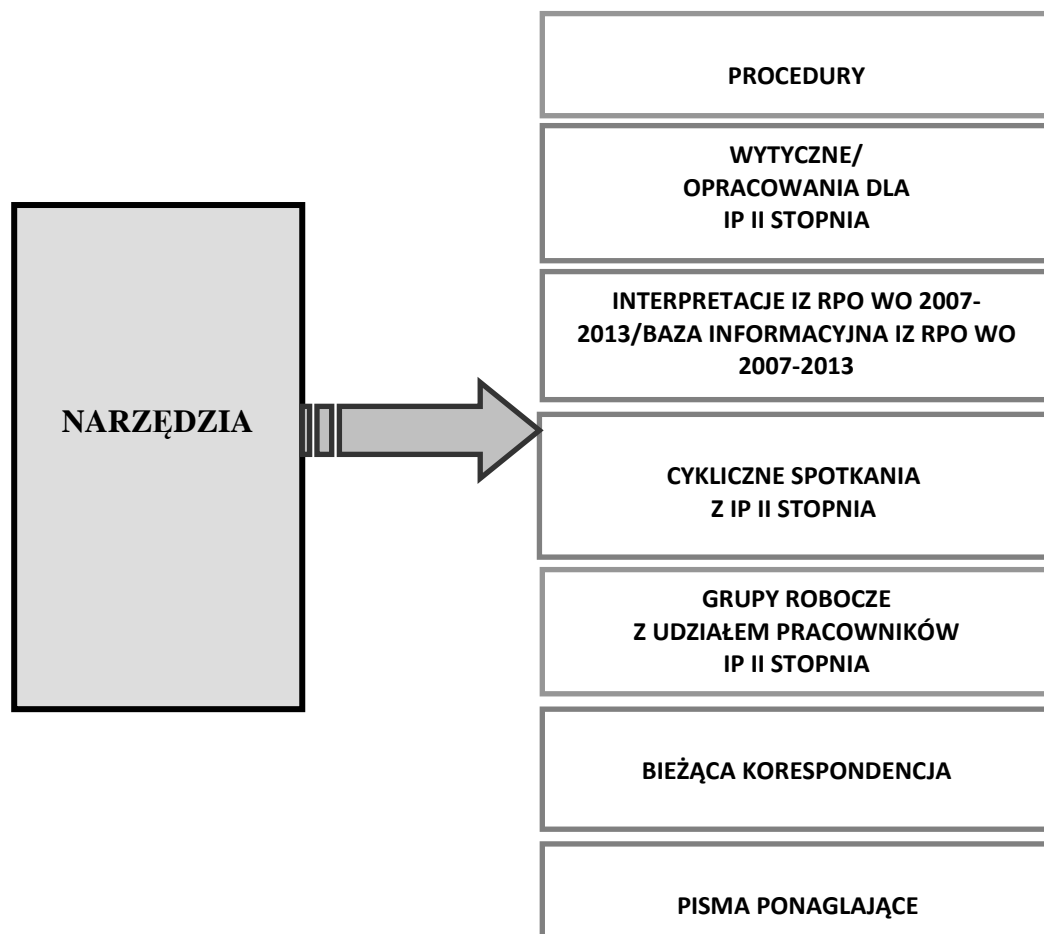 NARZĘDZIA
PROCEDURY
WYTYCZNE/
OPRACOWANIA DLA
IP II STOPNIA
INTERPRETACJE IZ RPO WO 2007-
2013/BAZA INFORMACYJNA IZ RPO WO
2007-2013
CYKLICZNE SPOTKANIA
Z IP II STOPNIA
GRUPY ROBOCZE
Z UDZIAŁEM PRACOWNIKÓW
IP II STOPNIA
BIEŻĄCA KORESPONDENCJA
PISMA PONAGLAJĄCE